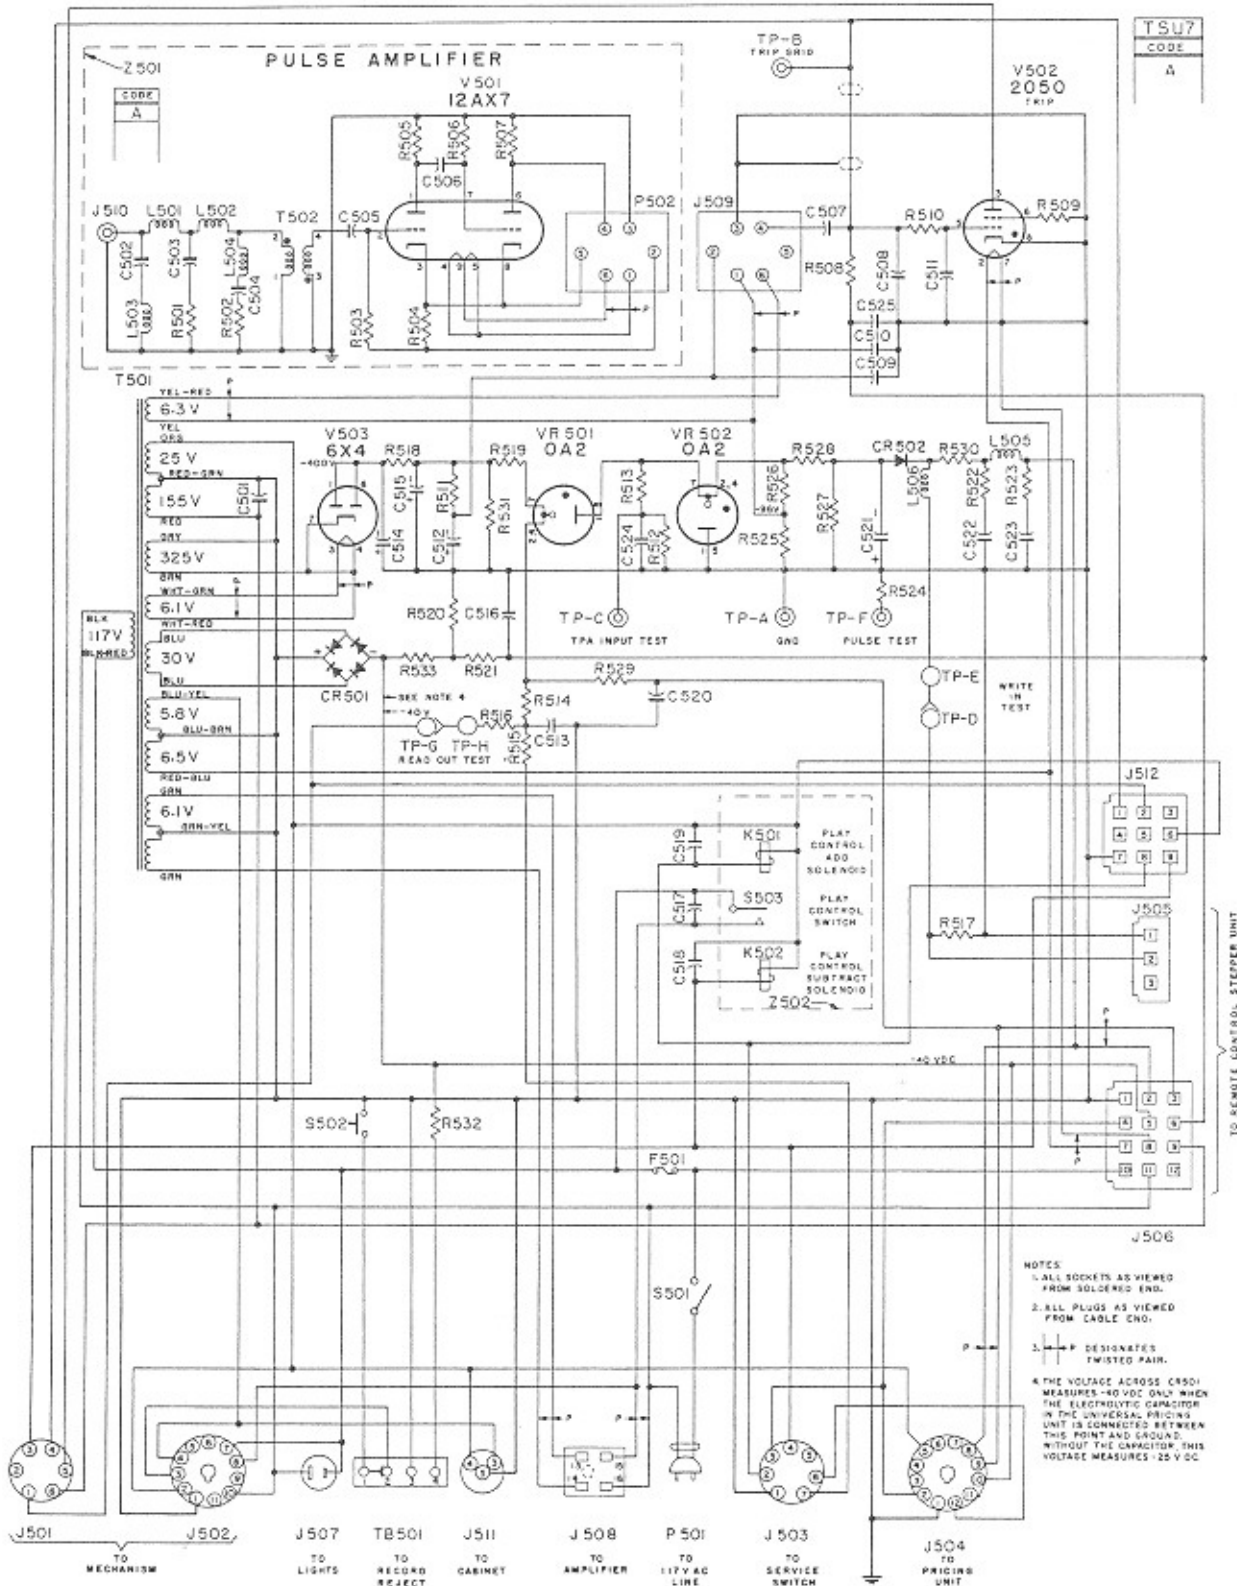 TSU7
CODE
A
TP-B
TRIP GRID
V502
2050
TRIP
PULSE AMPLIFIER
Z501
CODE
A
V501
12AX7
R505
R506
R507
C506
P502
J509
C507
R510
R509
J510
L501
L502
T502
C505
C502
C503
L504
C504
L503
R501
R502
R503
R504
R508
C508
C511
C525
C510
C509
T501
YEL-RED
6.3V
YEL
ORG
25V
RED-GRN
155V
RED
GRY
325V
BRN
WHT-GRN
6.1V
WHT-RED
BLK
117V
BLK-RED
BLU
30V
BLU
BLU-YEL
5.8V
BLU-BRN
6.5V
RED-BLU
GRN
6.1V
GRN-YEL
GRN
C501
V503
6X4
-400V
R518
R519
VR501
OA2
VR502
OA2
R528
CR502
R530
L505
C515
R511
R531
R513
R526
R527
L506
R522
R523
C514
C512
C524
R512
R525
C521
C522
C523
R520
C516
TP-C
TPA INPUT TEST
TP-A
GND
TP-F
PULSE TEST
R524
CR501
R533
R521
R529
SEE NOTE 4
-40V
R514
C520
R516
C513
R515
TP-G
TP-H
READ OUT TEST
TP-E
TP-D
WRITE
IN
TEST
J512
C519
K501
PLAY
CONTROL
ADD
SOLENOID
C517
S503
PLAY
CONTROL
SWITCH
C518
K502
PLAY
CONTROL
SUBTRACT
SOLENOID
Z502
R517
J505
TO REMOTE CONTROL STEPPER UNIT
-40 VDC
S502
R532
F501
J506
S501
NOTES:
1. ALL SOCKETS AS VIEWED
FROM SOLDERED END.
2. ALL PLUGS AS VIEWED
FROM CABLE END.
3. P DESIGNATES
TWISTED PAIR.
4. THE VOLTAGE ACROSS CR501
MEASURES -40 VDC ONLY WHEN
THE ELECTROLYTIC CAPACITOR
IN THE UNIVERSAL PRICING
UNIT IS CONNECTED BETWEEN
THIS POINT AND GROUND.
WITHOUT THE CAPACITOR, THIS
VOLTAGE MEASURES -25 VDC
J501
J502
TO
MECHANISM
J507
TO
LIGHTS
TB501
TO
RECORD
REJECT
J511
TO
CABINET
J508
TO
AMPLIFIER
P501
TO
117V AC
LINE
J503
TO
SERVICE
SWITCH
J504
TO
PRICING
UNIT